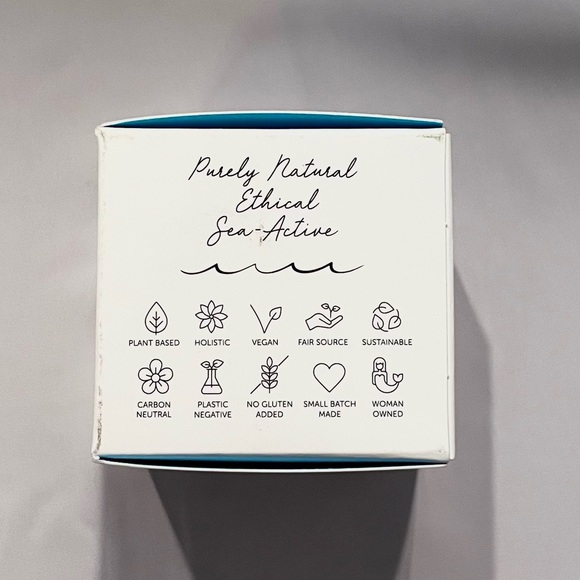 Purely Natural
Ethical
Sea-Active
PLANT BASED HOLISTIC VEGAN FAIR SOURCE SUSTAINABLE
CARBON NEUTRAL PLASTIC NEGATIVE NO GLUTEN ADDED SMALL BATCH MADE WOMAN OWNED